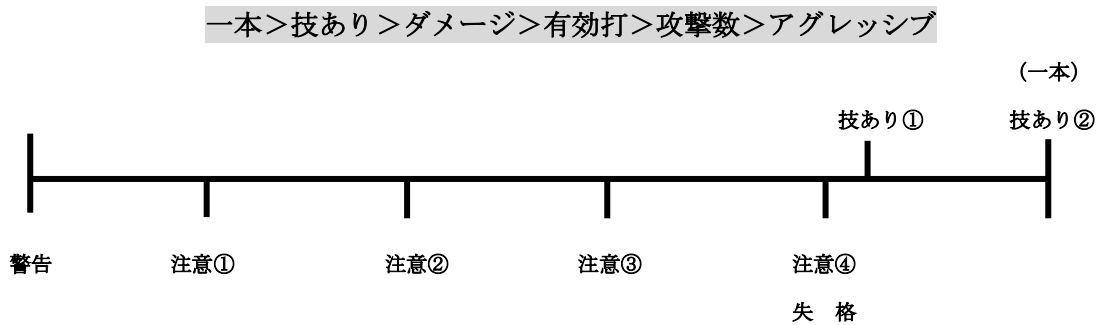 一本＞技あり＞ダメージ＞有効打＞攻撃数＞アグレッシブ
（一本）
技あり① 技あり②
警告 注意① 注意② 注意③ 注意④
失　格